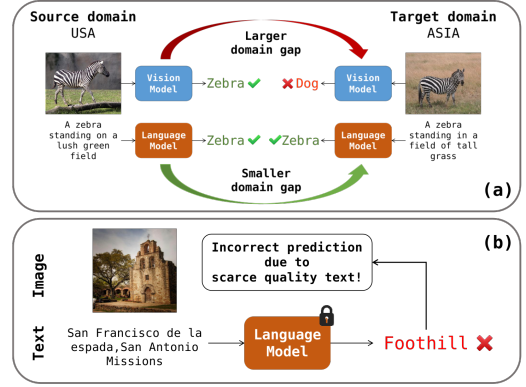 Source domain
USA
Target domain
ASIA
Larger
domain gap
Vision
Model
Zebra
Dog
Vision
Model
A zebra
standing on a
lush green
field
Language
Model
Zebra
Zebra
Language
Model
A zebra
standing in a
field of tall
grass
Smaller
domain gap
(a)
(b)
Image
Incorrect prediction
due to
scarce quality text!
Text
San Francisco de la
espada,San Antonio
Missions
Language
Model
Foothill